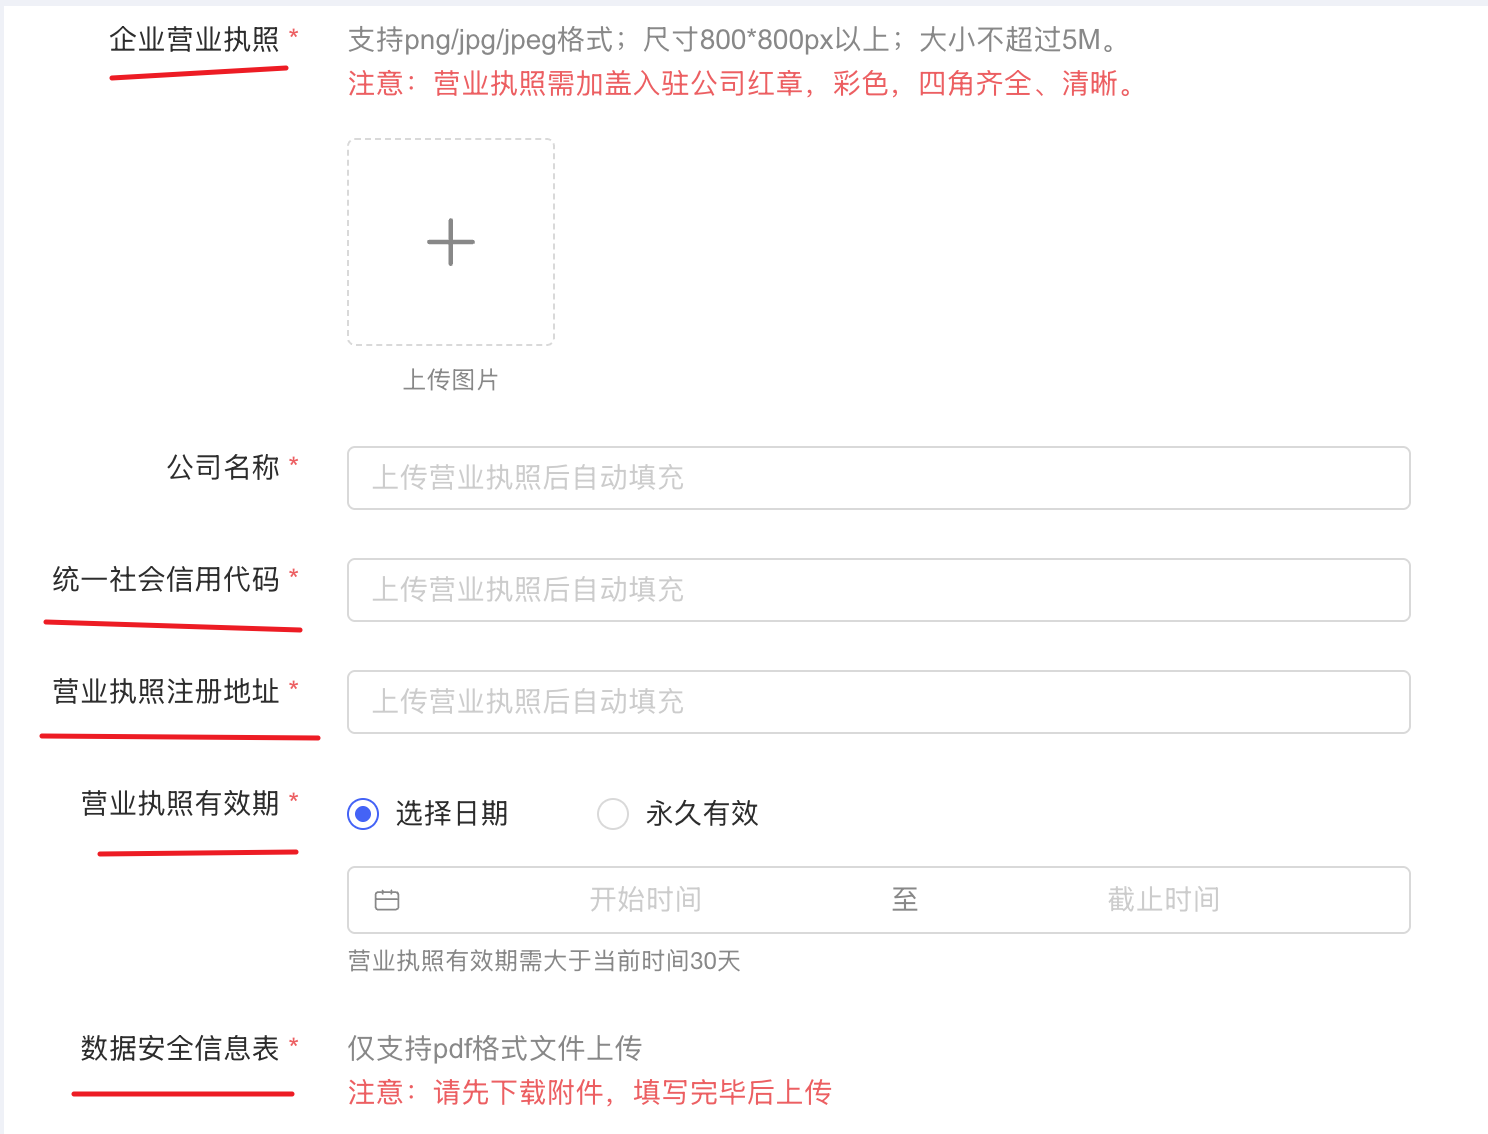 企业营业执照 * 支持png/jpg/jpeg格式；尺寸800*800px以上；大小不超过5M。
注意：营业执照需加盖入驻公司红章，彩色，四角齐全、清晰。
上传图片
公司名称 * 上传营业执照后自动填充
统一社会信用代码 * 上传营业执照后自动填充
营业执照注册地址 * 上传营业执照后自动填充
营业执照有效期 * 选择日期 永久有效
开始时间 至 截止时间
营业执照有效期需大于当前时间30天
数据安全信息表 * 仅支持pdf格式文件上传
注意：请先下载附件，填写完毕后上传